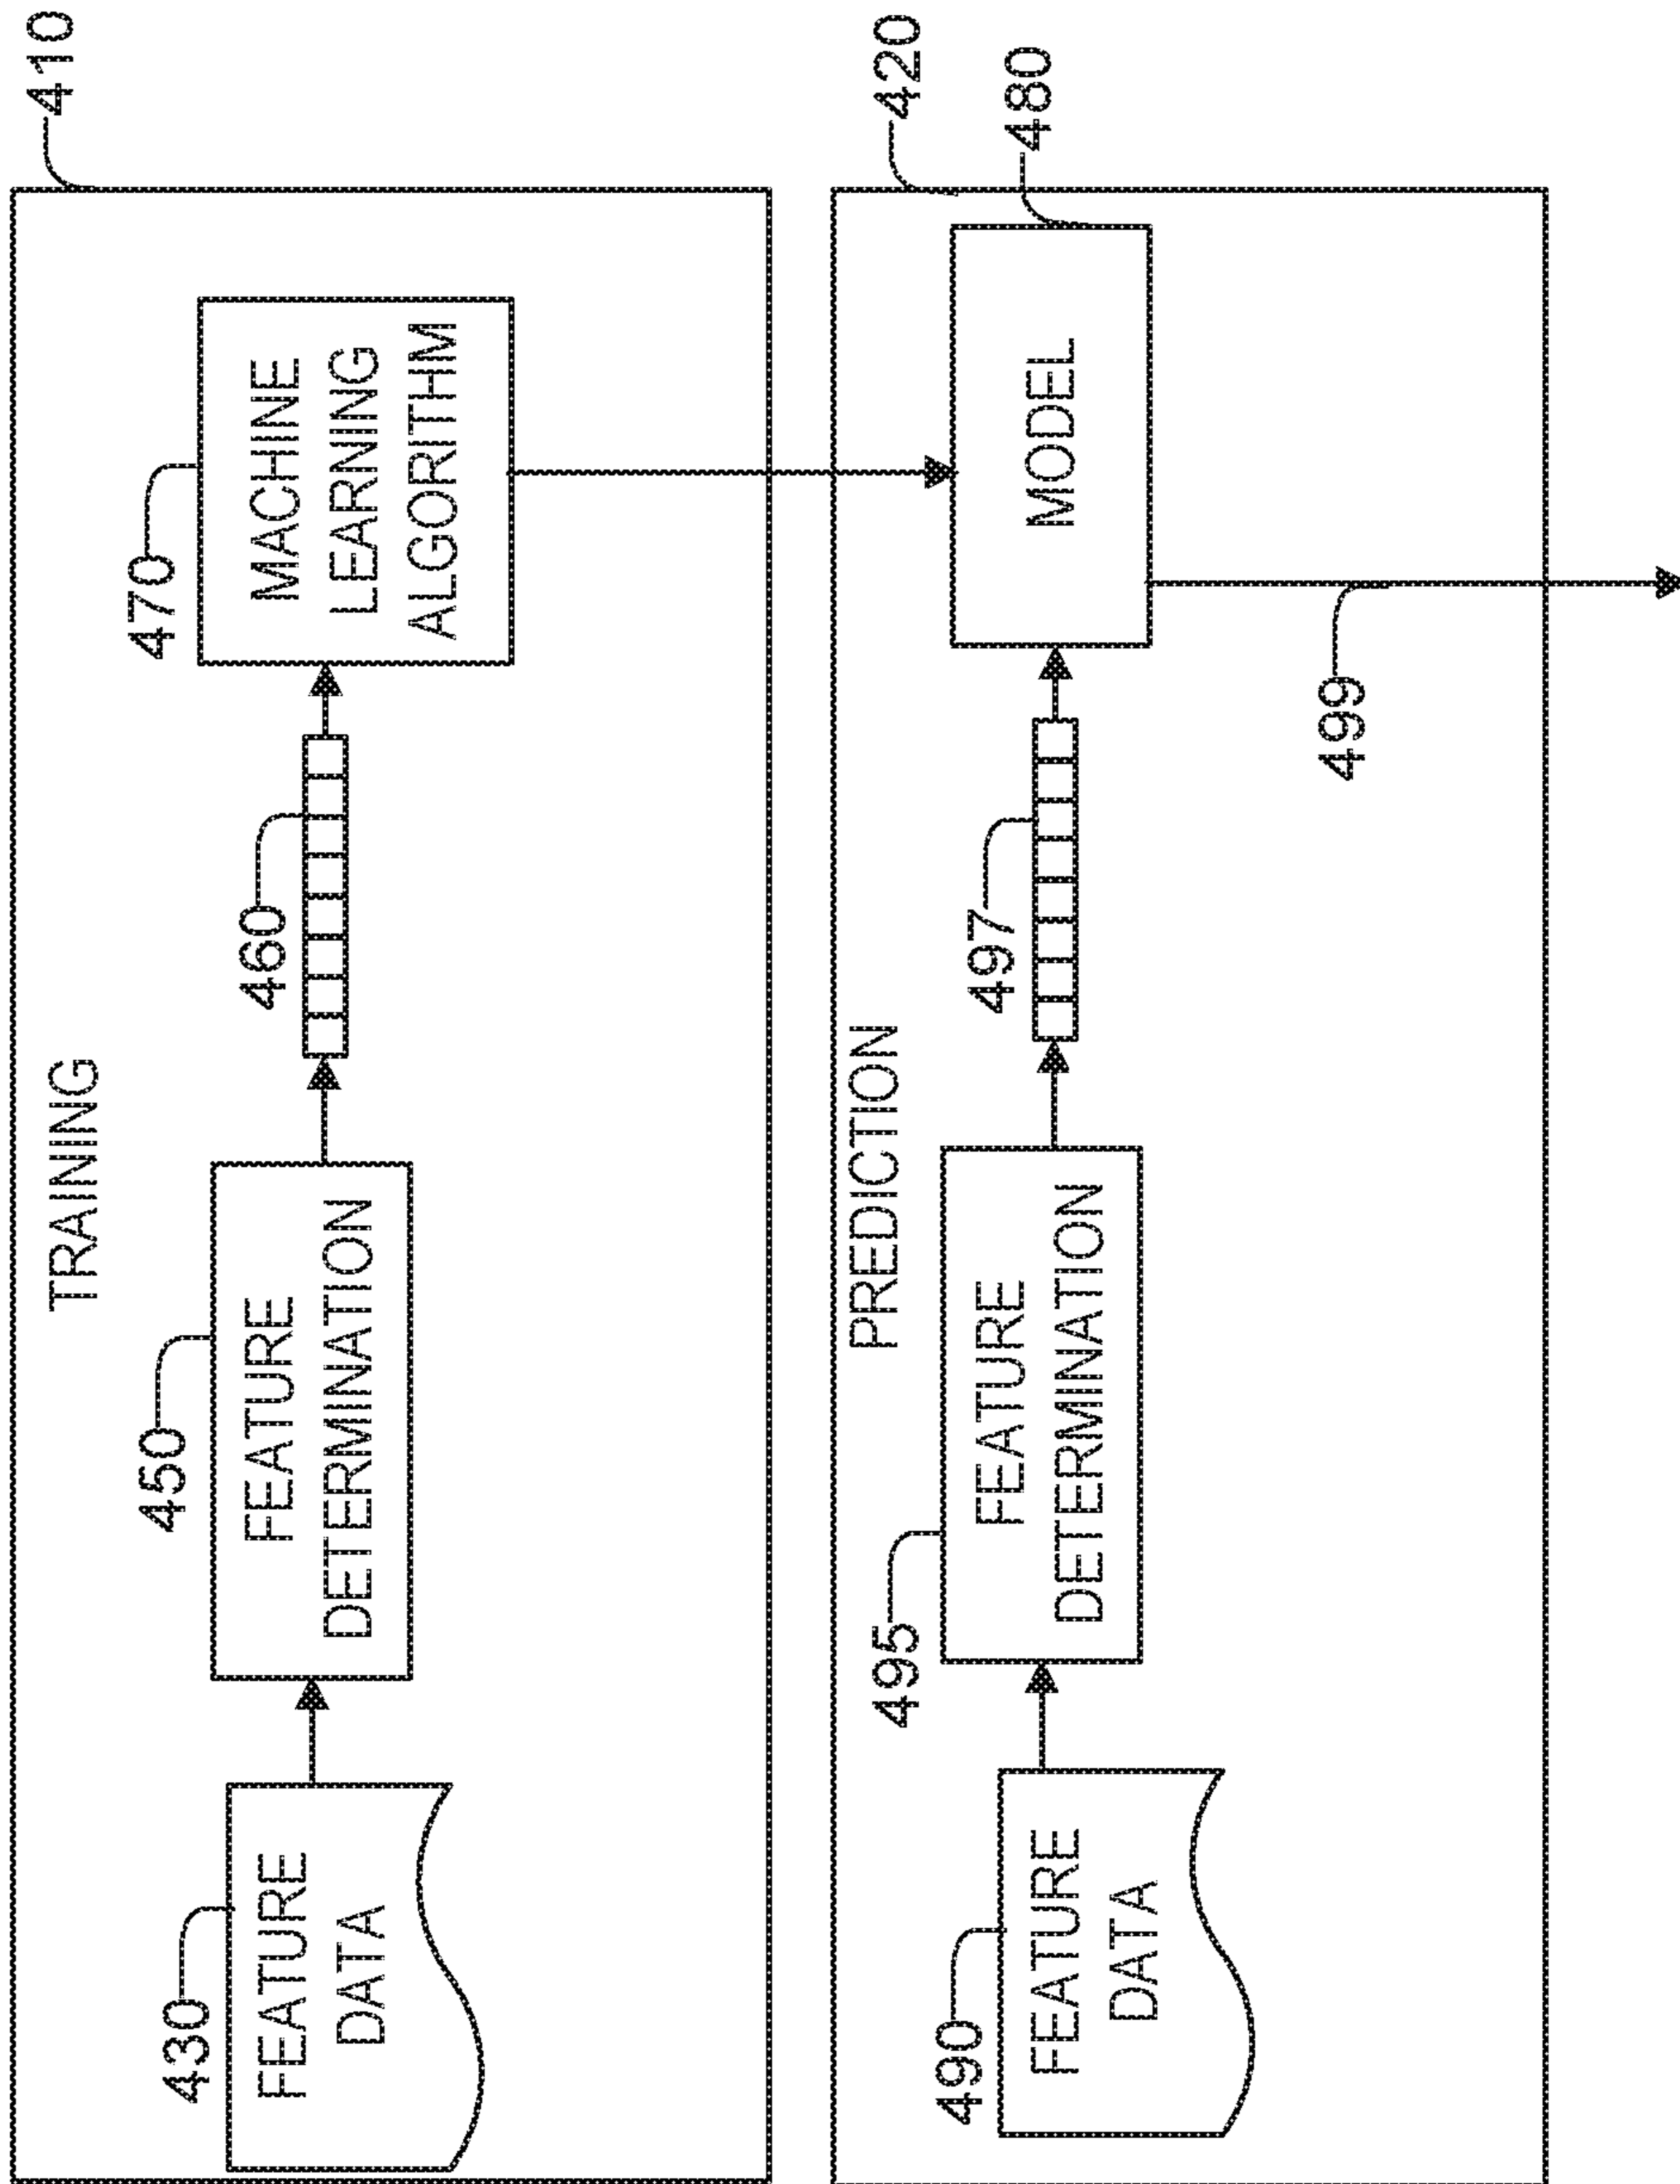 410
TRAINING
470
MACHINE
LEARNING
ALGORITHM
460
450
FEATURE
DETERMINATION
430
FEATURE
DATA
420
PREDICTION
480
MODEL
497
495
FEATURE
DETERMINATION
490
FEATURE
DATA
499